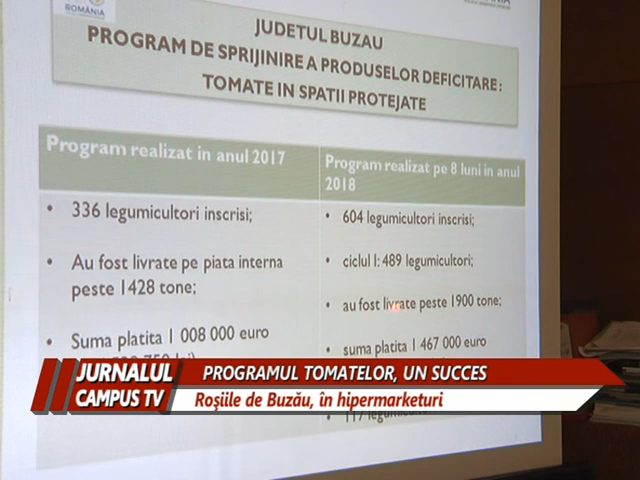 ROMÂNIA
JUDETUL BUZAU
PROGRAM DE SPRIJINIRE A PRODUSELOR DEFICITARE:
TOMATE IN SPATII PROTEJATE
Program realizat in anul 2017
• 336 legumicultori inscrisi;
• Au fost livrate pe piata interna
peste 1428 tone;
• Suma platita 1 008 000 euro
Program realizat pe 8 luni in anul
2018
• 604 legumicultori inscrisi;
• ciclul I: 489 legumicultori;
• au fost livrate peste 1900 tone;
• suma platita 1 467 000 euro
JURNALUL
CAMPUS TV
PROGRAMUL TOMATELOR, UN SUCCES
Roşiile de Buzău, în hipermarketuri